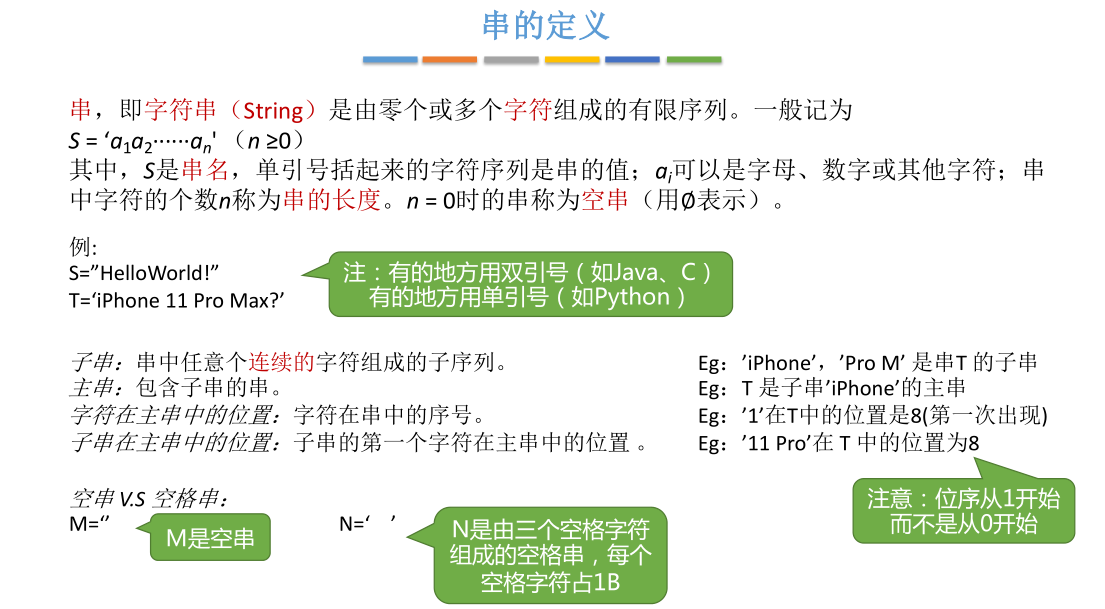 串的定义
串，即字符串（String）是由零个或多个字符组成的有限序列。一般记为
S = ‘a1a2······an' （n ≥0）
其中，S是串名，单引号括起来的字符序列是串的值；ai可以是字母、数字或其他字符；串
中字符的个数n称为串的长度。n = 0时的串称为空串（用∅表示）。
例:
S=”HelloWorld!”
T=‘iPhone 11 Pro Max?’
注：有的地方用双引号（如Java、C）
有的地方用单引号（如Python）
子串：串中任意个连续的字符组成的子序列。 Eg：’iPhone’，’Pro M’ 是串T 的子串
主串：包含子串的串。 Eg：T 是子串’iPhone’的主串
字符在主串中的位置：字符在串中的序号。 Eg：’1’在T中的位置是8(第一次出现)
子串在主串中的位置：子串的第一个字符在主串中的位置 。 Eg：’11 Pro’在 T 中的位置为8
注意：位序从1开始
而不是从0开始
空串 V.S 空格串：
M=‘’
M是空串
N=‘   ’
N是由三个空格字符
组成的空格串，每个
空格字符占1B